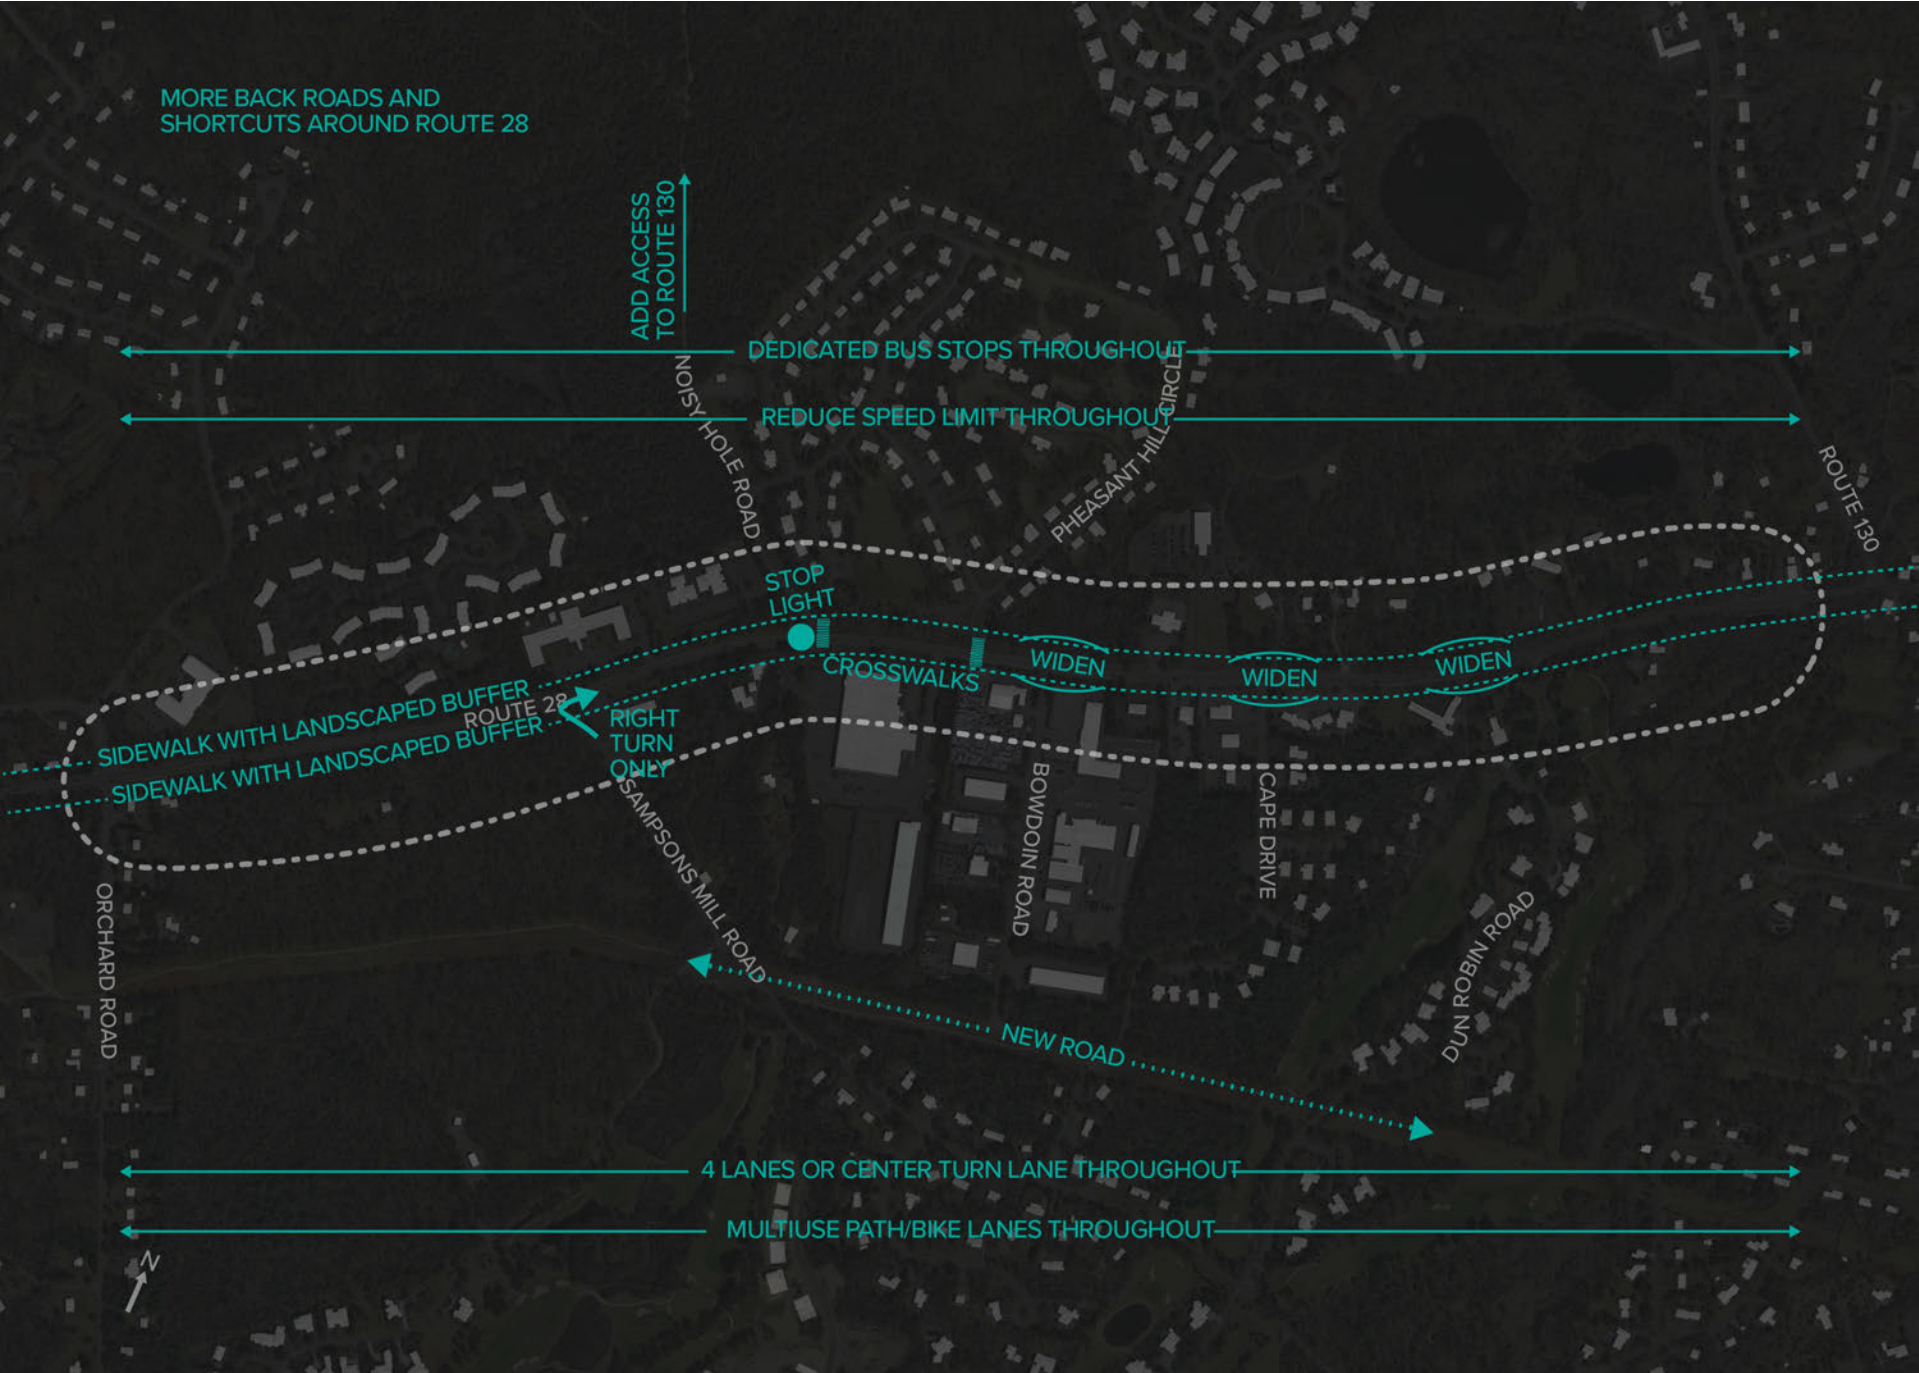 MORE BACK ROADS AND
SHORTCUTS AROUND ROUTE 28
ADD ACCESS
TO ROUTE 130
DEDICATED BUS STOPS THROUGHOUT
REDUCE SPEED LIMIT THROUGHOUT
NOISY HOLE ROAD
PHEASANT HILL CIRCLE
ROUTE 130
STOP
LIGHT
CROSSWALKS
WIDEN
WIDEN
WIDEN
SIDEWALK WITH LANDSCAPED BUFFER
ROUTE 28
SIDEWALK WITH LANDSCAPED BUFFER
RIGHT
TURN
ONLY
SAMPSONS MILL ROAD
BOWDOIN ROAD
CAPE DRIVE
ORCHARD ROAD
DUN ROBIN ROAD
NEW ROAD
4 LANES OR CENTER TURN LANE THROUGHOUT
MULTIUSE PATH/BIKE LANES THROUGHOUT
N